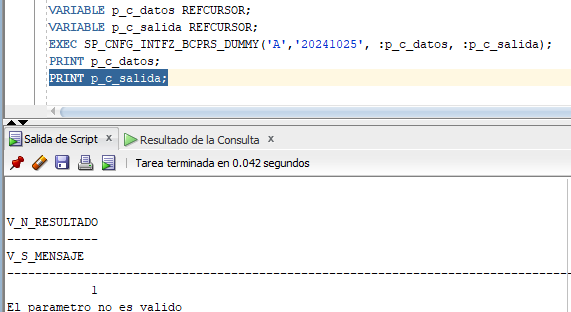 VARIABLE p_c_datos REFCURSOR;
VARIABLE p_c_salida REFCURSOR;
EXEC SP_CNFG_INTFZ_BCPRS_DUMMY('A','20241025', :p_c_datos, :p_c_salida);
PRINT p_c_datos;
PRINT p_c_salida;
Salida de Script x Resultado de la Consulta x
Tarea terminada en 0.042 segundos
V_N_RESULTADO
-------------
V_S_MENSAJE
--------------------------------------------------------------------------------
1
El parametro no es valido